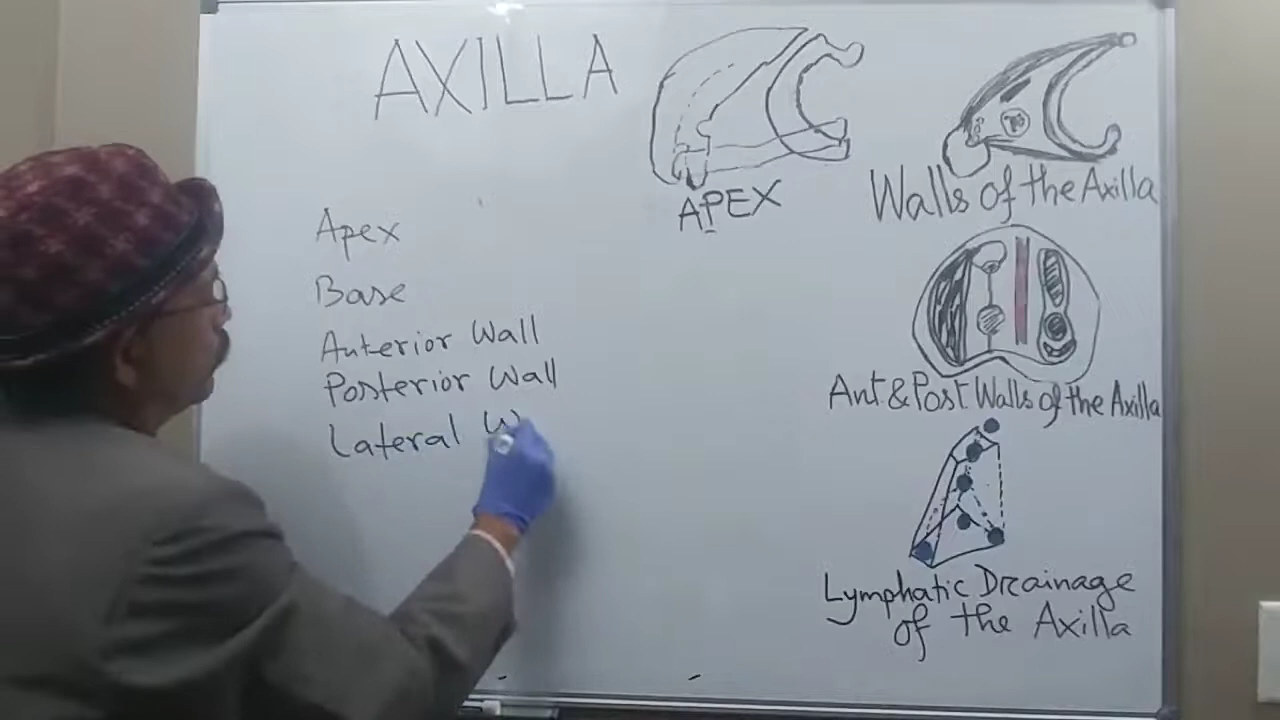 AXILLA
APEX
Walls of the Axilla
Apex
Base
Anterior Wall
Posterior Wall
Lateral W
Ant & Post Walls of the Axilla
Lymphatic Drainage
of the Axilla